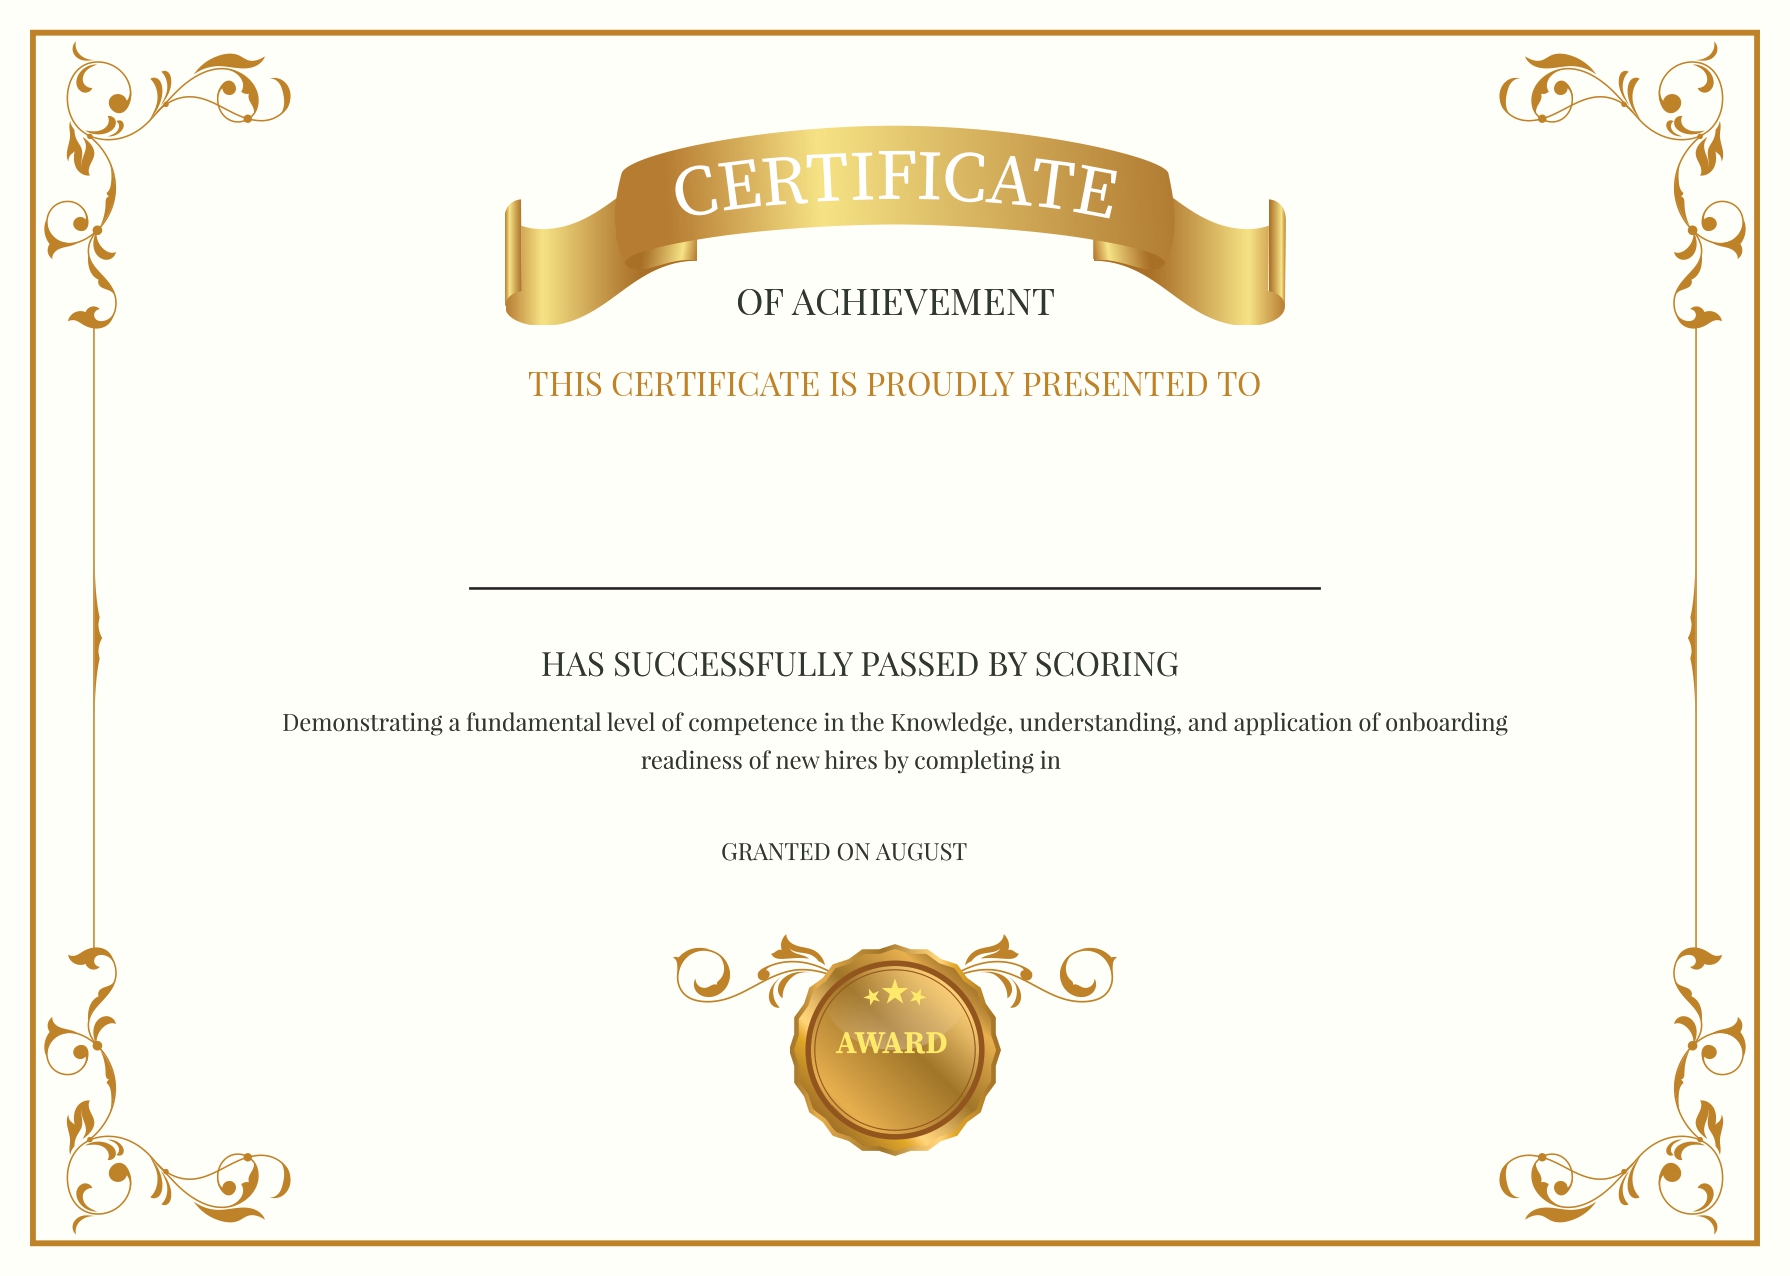 CERTIFICATE
OF ACHIEVEMENT
THIS CERTIFICATE IS PROUDLY PRESENTED TO
HAS SUCCESSFULLY PASSED BY SCORING
Demonstrating a fundamental level of competence in the Knowledge, understanding, and application of onboarding
readiness of new hires by completing in
GRANTED ON AUGUST
AWARD